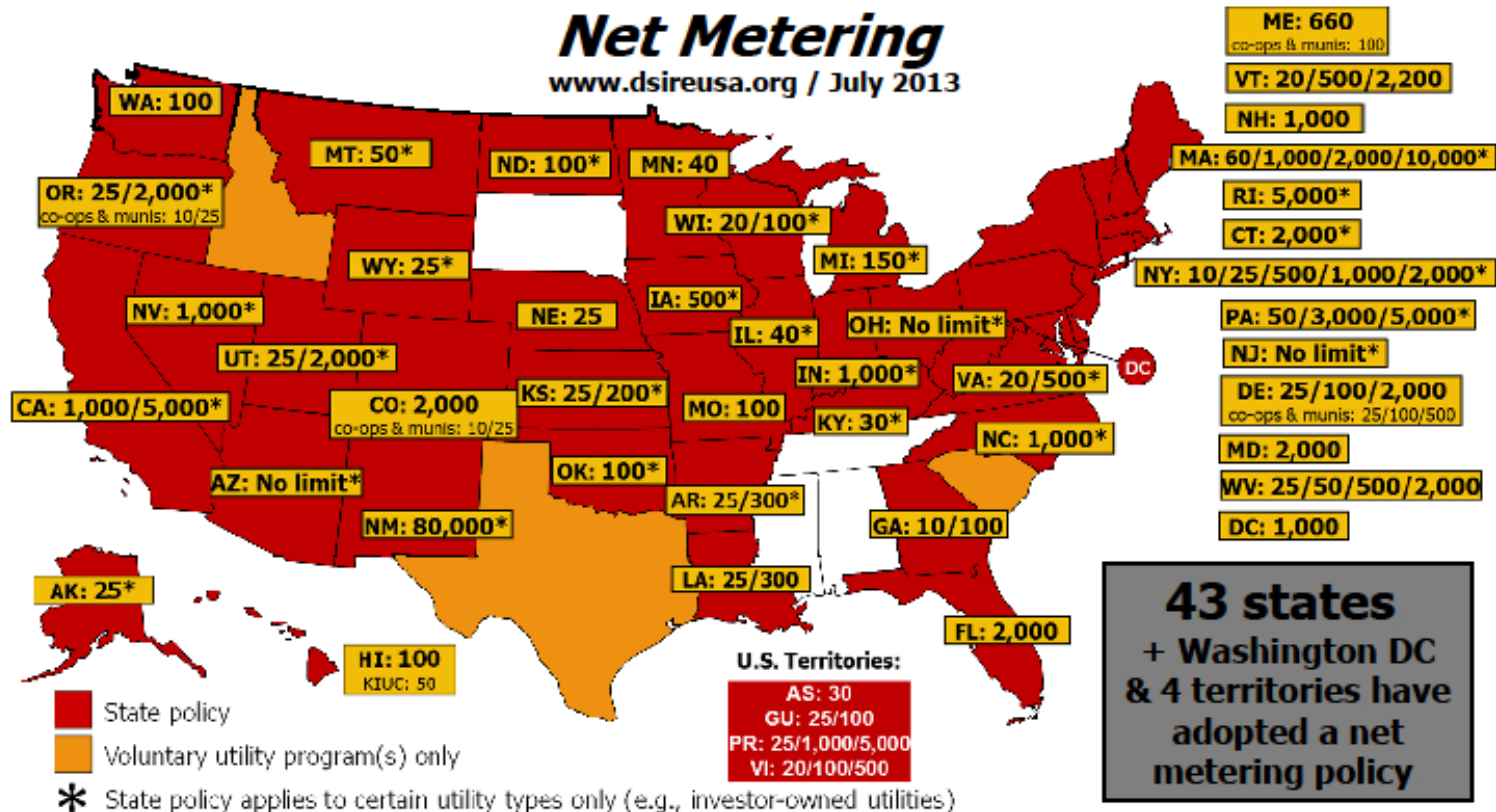 Net Metering
www.dsireusa.org / July 2013
ME: 660
co-ops & munis: 100
VT: 20/500/2,200
NH: 1,000
MA: 60/1,000/2,000/10,000*
RI: 5,000*
CT: 2,000*
NY: 10/25/500/1,000/2,000*
PA: 50/3,000/5,000*
NJ: No limit*
DE: 25/100/2,000
co-ops & munis: 25/100/500
MD: 2,000
WV: 25/50/500/2,000
DC: 1,000
WA: 100
MT: 50*
ND: 100*
MN: 40
OR: 25/2,000*
co-ops & munis: 10/25
WI: 20/100*
WY: 25*
MI: 150*
NV: 1,000*
NE: 25
IA: 500*
IL: 40*
OH: No limit*
UT: 25/2,000*
IN: 1,000*
VA: 20/500*
DC
CA: 1,000/5,000*
CO: 2,000
co-ops & munis: 10/25
KS: 25/200*
MO: 100
KY: 30*
NC: 1,000*
AZ: No limit*
OK: 100*
AR: 25/300*
NM: 80,000*
GA: 10/100
AK: 25*
LA: 25/300
FL: 2,000
HI: 100
KIUC: 50
U.S. Territories:
AS: 30
GU: 25/100
PR: 25/1,000/5,000
VI: 20/100/500
43 states
+ Washington DC
& 4 territories have
adopted a net
metering policy
State policy
Voluntary utility program(s) only
* State policy applies to certain utility types only (e.g., investor-owned utilities)